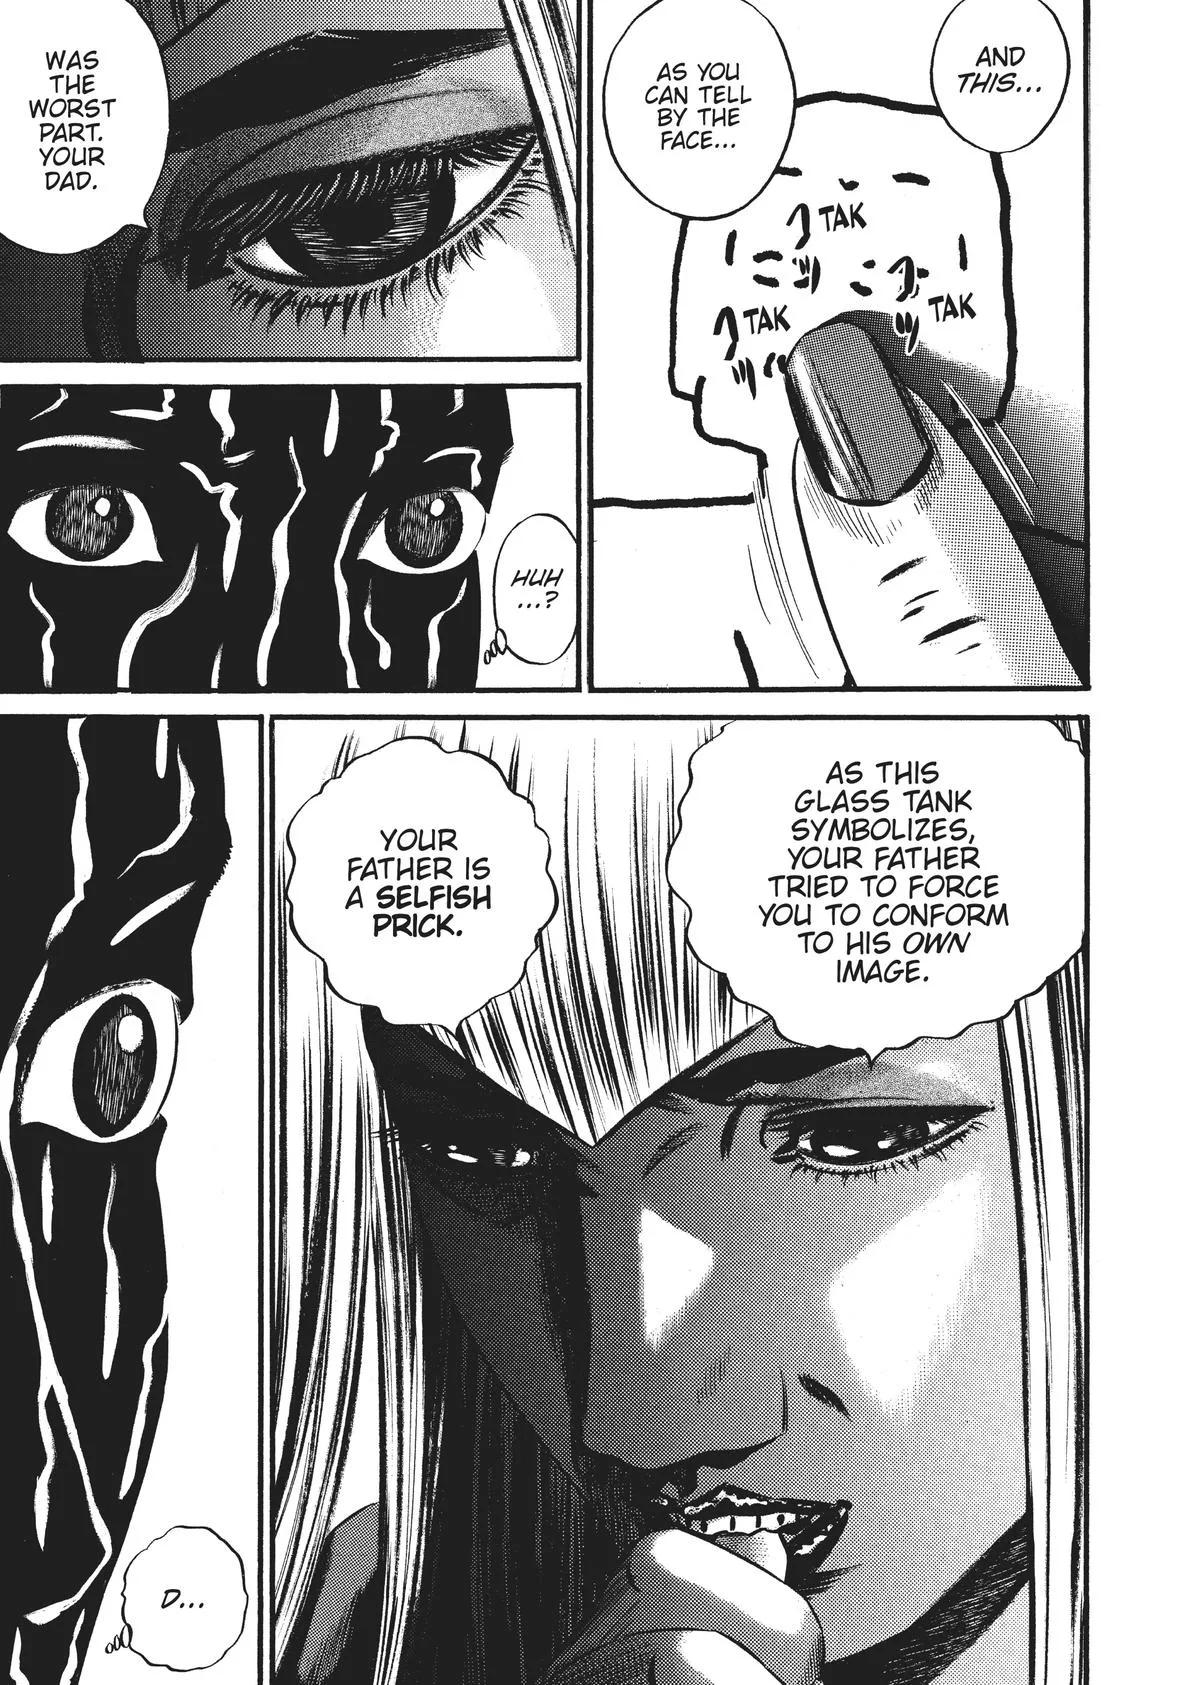 AND
THIS...
AS YOU
CAN TELL
BY THE
FACE...
TAK
TAK
TAK
WAS
THE
WORST
PART.
YOUR
DAD.
HUH
...?
AS THIS
GLASS TANK
SYMBOLIZES,
YOUR FATHER
TRIED TO FORCE
YOU TO CONFORM
TO HIS OWN
IMAGE.
YOUR
FATHER IS
A SELFISH
PRICK.
D...